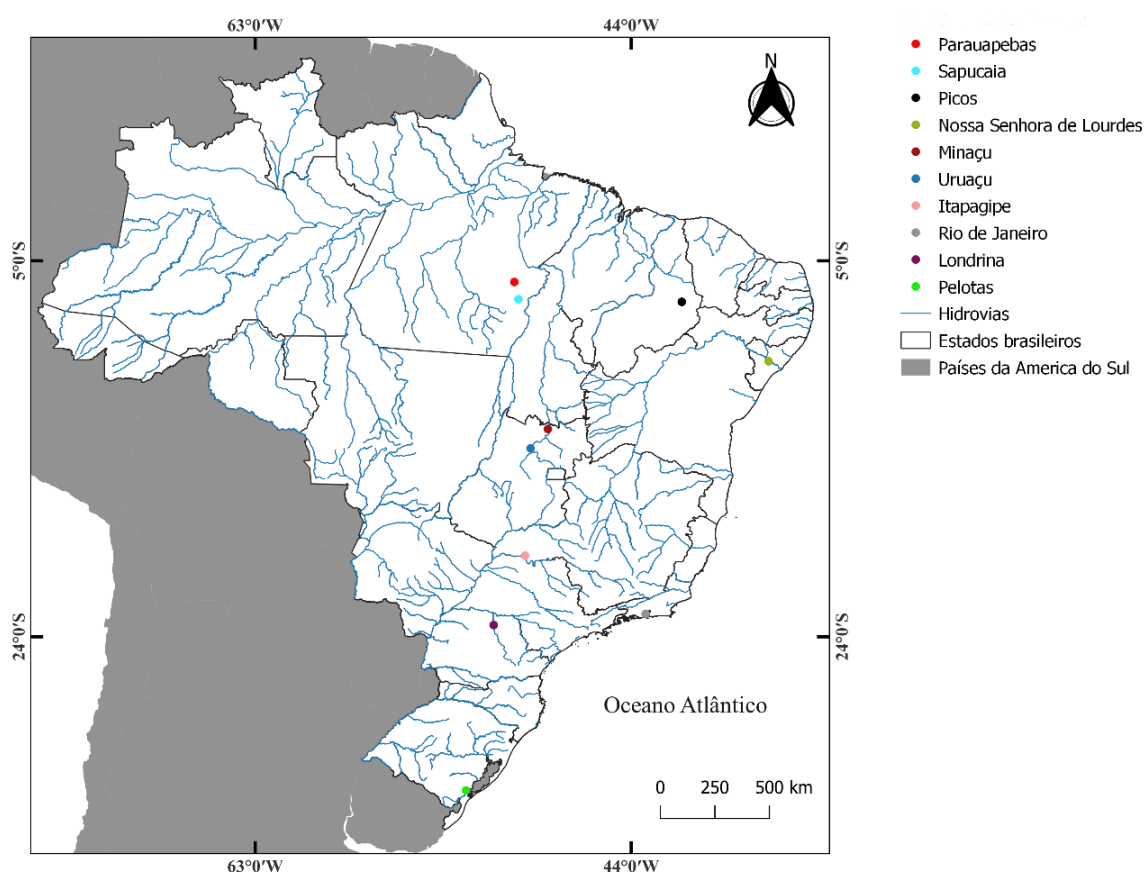 63°0'W 44°0'W
N
5°0'S 5°0'S
24°0'S 24°0'S
Oceano Atlântico
0 250 500 km
63°0'W 44°0'W
Parauapebas
Sapucaia
Picos
Nossa Senhora de Lourdes
Minaçu
Uruaçu
Itapagipe
Rio de Janeiro
Londrina
Pelotas
Hidrovias
Estados brasileiros
Países da America do Sul